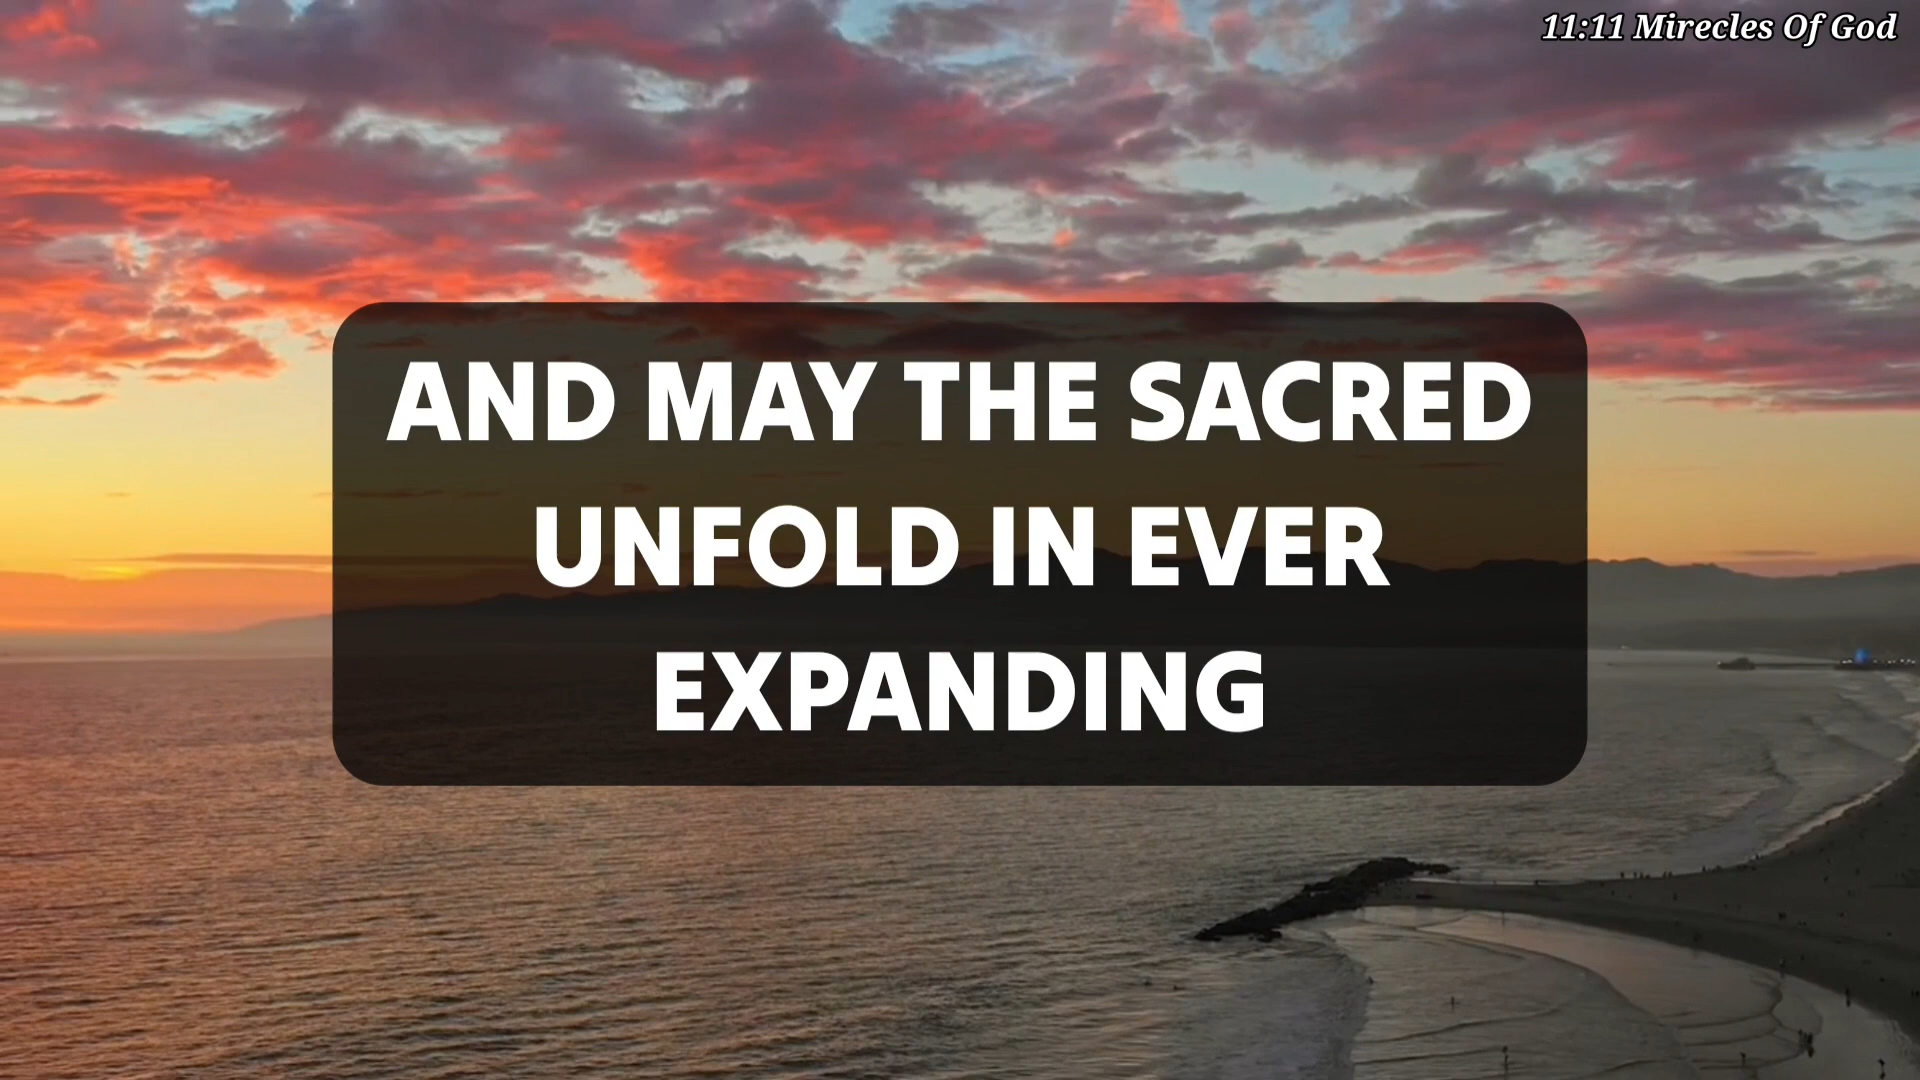 11:11 Mirecles Of God
AND MAY THE SACRED
UNFOLD IN EVER
EXPANDING